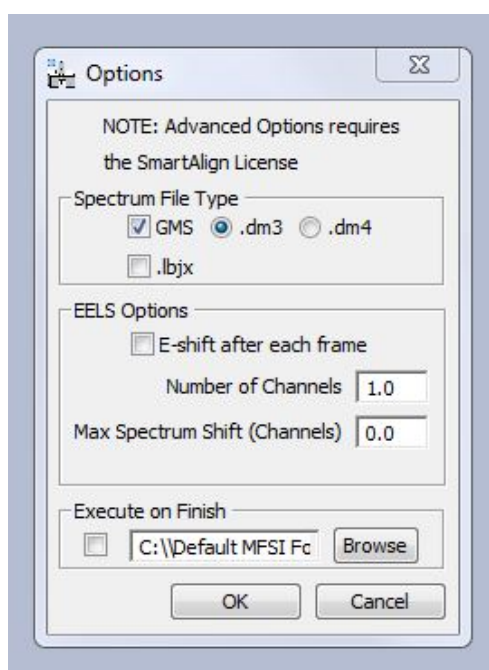 Options
NOTE: Advanced Options requires
the SmartAlign License
Spectrum File Type
GMS .dm3 .dm4
.lbjx
EELS Options
E-shift after each frame
Number of Channels 1.0
Max Spectrum Shift (Channels) 0.0
Execute on Finish
C:\\Default MFSI Fc Browse
OK Cancel